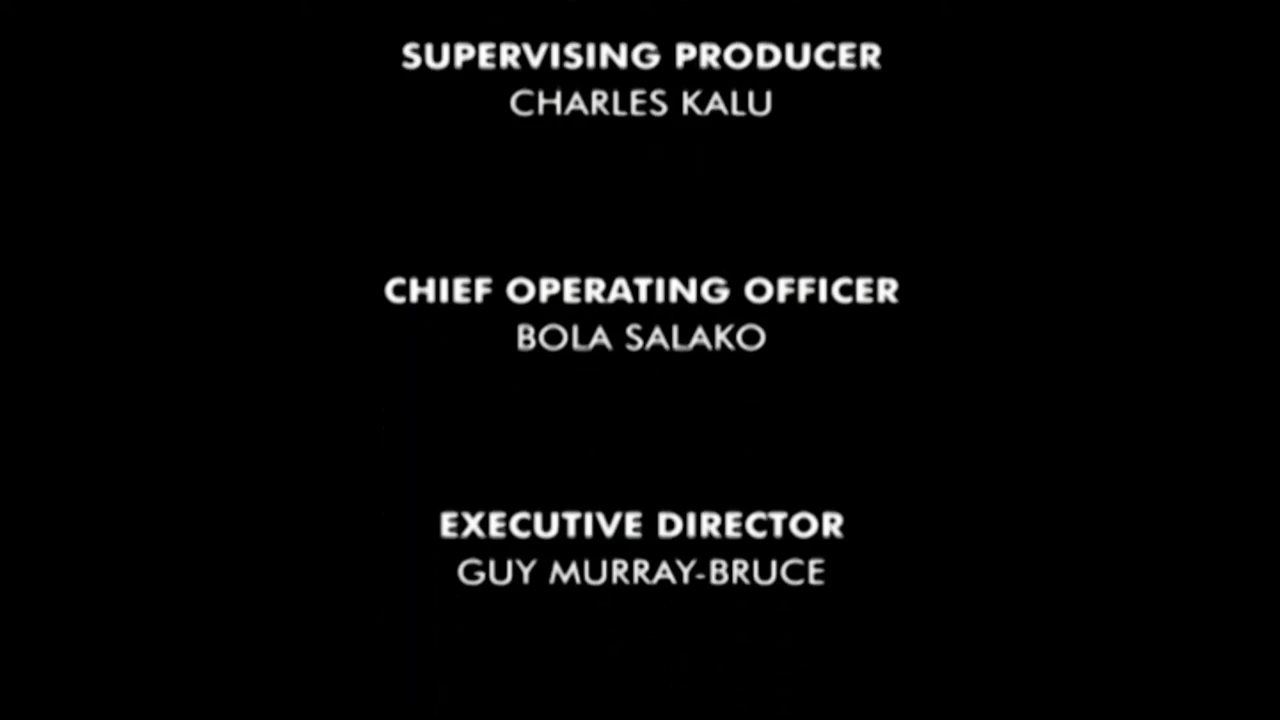 SUPERVISING PRODUCER
CHARLES KALU
CHIEF OPERATING OFFICER
BOLA SALAKO
EXECUTIVE DIRECTOR
GUY MURRAY-BRUCE